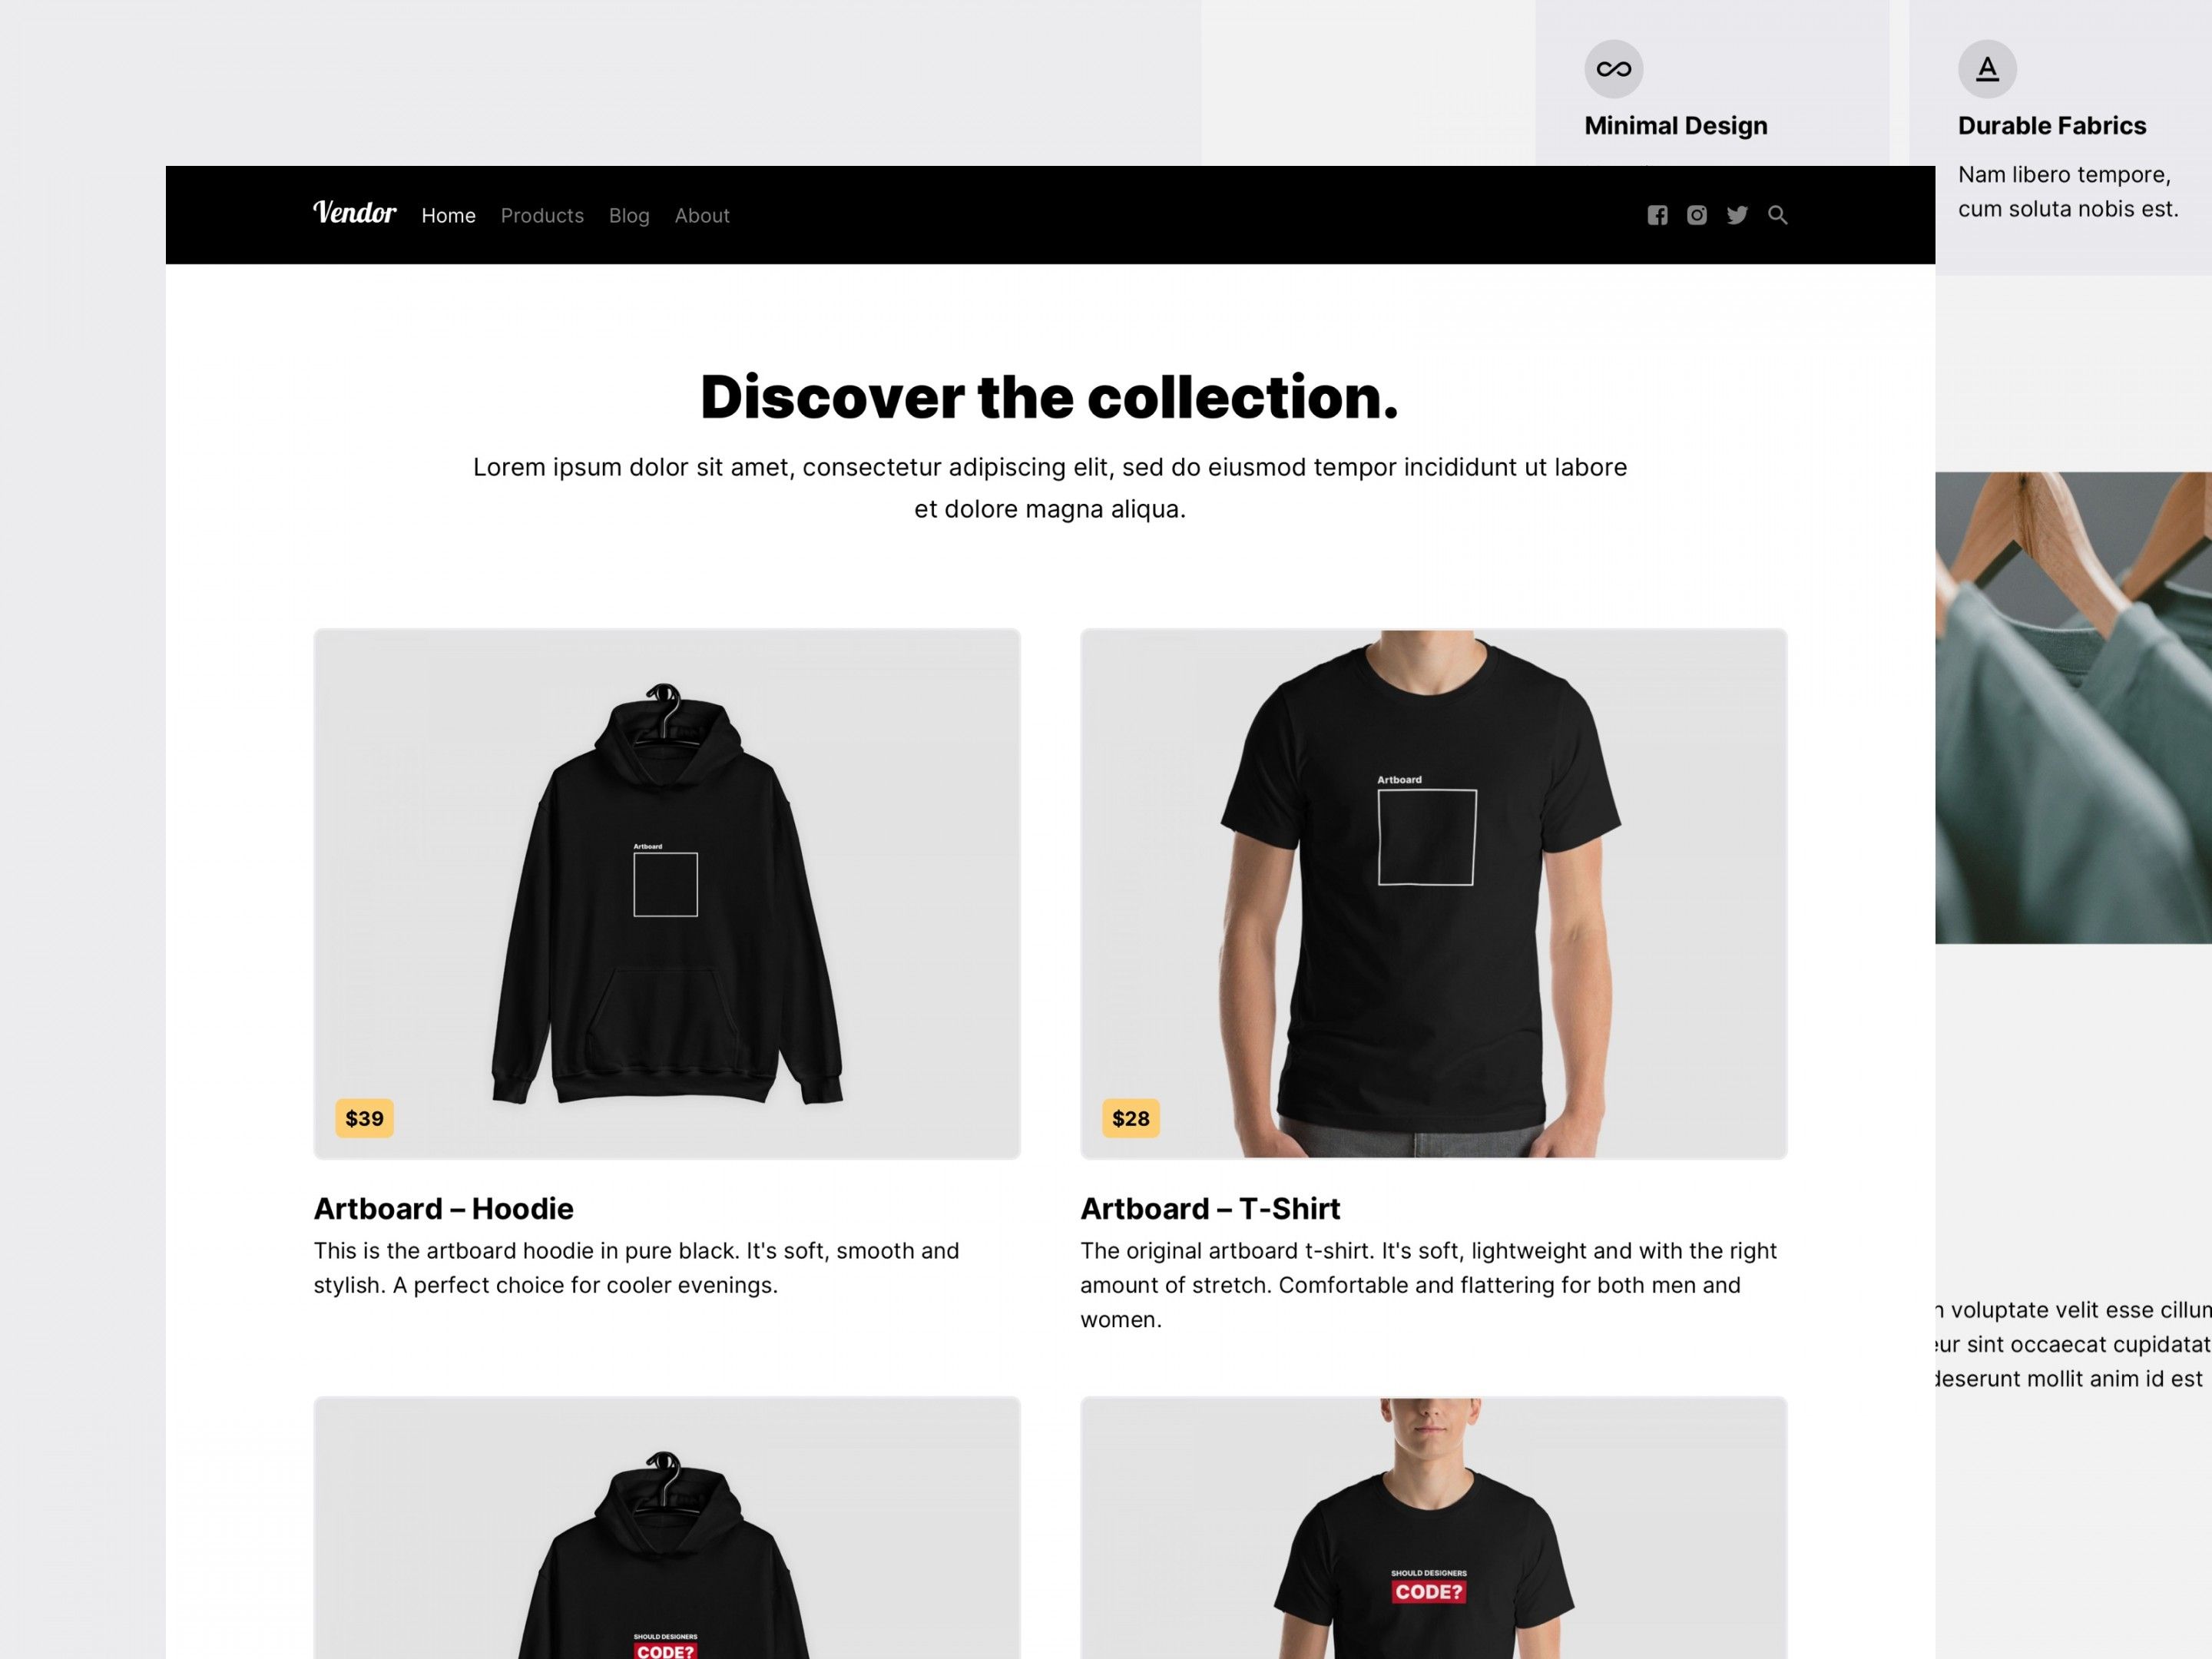 Minimal Design
Durable Fabrics
Nam libero tempore,
cum soluta nobis est.
Vendor Home Products Blog About
Discover the collection.
Lorem ipsum dolor sit amet, consectetur adipiscing elit, sed do eiusmod tempor incididunt ut labore
et dolore magna aliqua.
Artboard
$39
Artboard
$28
Artboard – Hoodie
This is the artboard hoodie in pure black. It's soft, smooth and
stylish. A perfect choice for cooler evenings.
Artboard – T-Shirt
The original artboard t-shirt. It's soft, lightweight and with the right
amount of stretch. Comfortable and flattering for both men and
women.
voluptate velit esse
sint occaecat cupidatat
deserunt mollit anim id est
SHOULD DESIGNERS
CODE?
SHOULD DESIGNERS
CODE?